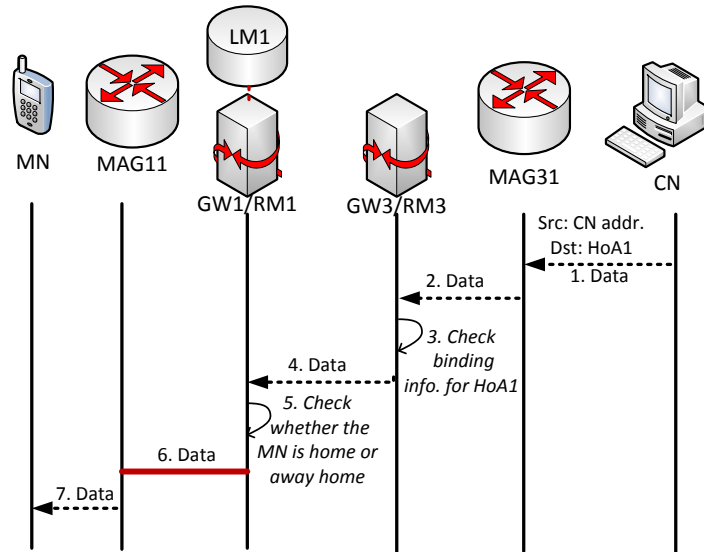 LM1
MN
MAG11
GW1/RM1
GW3/RM3
MAG31
CN
Src: CN addr.
Dst: HoA1
1. Data
2. Data
3. Check
binding
info. for HoA1
4. Data
5. Check
whether the
MN is home or
away home
6. Data
7. Data